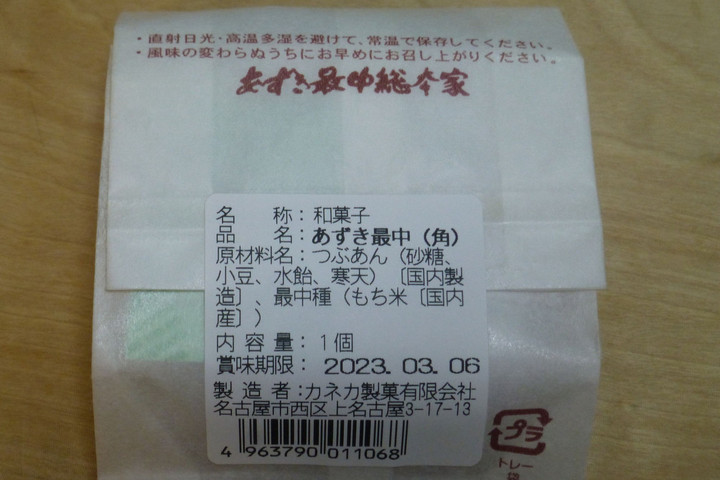 ・直射日光・高温多湿を避けて、常温で保存してください。
・風味の変わらぬうちにお早めにお召し上がりください。
あずき最中総本家
名　　称：和菓子
品　　名：あずき最中（角）
原材料名：つぶあん（砂糖、
小豆、水飴、寒天）〔国内製
造〕、最中種（もち米〔国内
産〕）
内 容 量：１個
賞味期限： 2023. 03. 06
製 造 者：カネカ製菓有限会社
名古屋市西区上名古屋3-17-13
4 963790 011068
プラ
トレー
袋